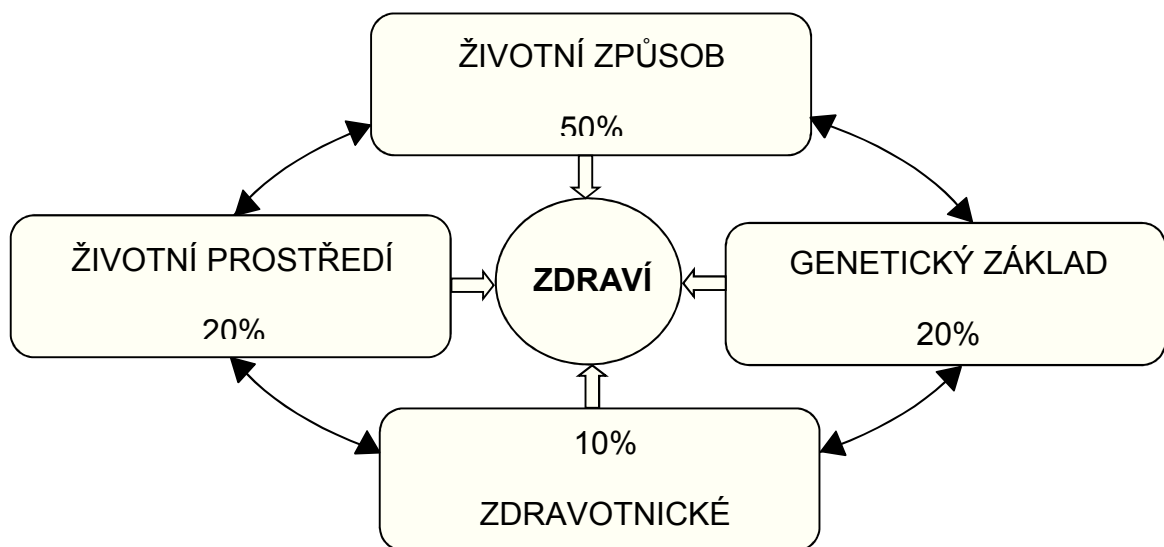 ŽIVOTNÍ ZPŮSOB
50%
ŽIVOTNÍ PROSTŘEDÍ
20%
ZDRAVÍ
GENETICKÝ ZÁKLAD
20%
10%
ZDRAVOTNICKÉ